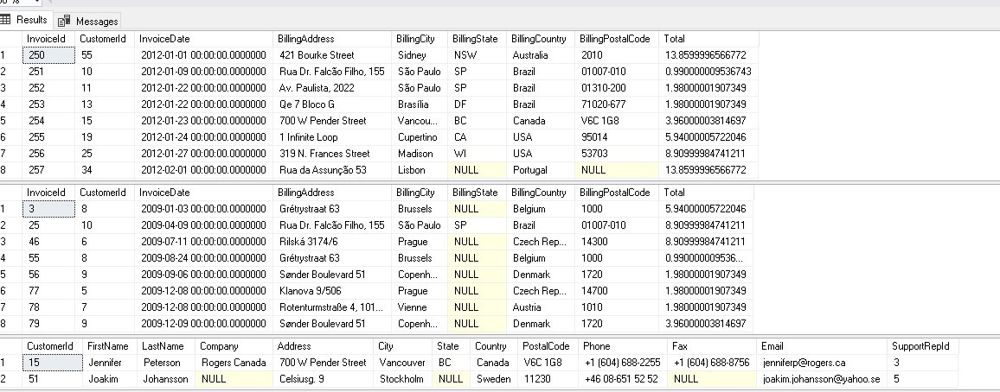 Results Messages
InvoiceId CustomerId InvoiceDate BillingAddress BillingCity BillingState BillingCountry BillingPostalCode Total
1 250 55 2012-01-01 00:00:00.0000000 421 Bourke Street Sidney NSW Australia 2010 13.8599996566772
2 251 10 2012-01-09 00:00:00.0000000 Rua Dr. Falcão Filho, 155 São Paulo SP Brazil 01007-010 0.990000009536743
3 252 11 2012-01-22 00:00:00.0000000 Av. Paulista, 2022 São Paulo SP Brazil 01310-200 1.98000001907349
4 253 13 2012-01-22 00:00:00.0000000 Qe 7 Bloco G Brasília DF Brazil 71020-677 1.98000001907349
5 254 15 2012-01-23 00:00:00.0000000 700 W Pender Street Vancou... BC Canada V6C 1G8 3.96000003814697
6 255 19 2012-01-24 00:00:00.0000000 1 Infinite Loop Cupertino CA USA 95014 5.94000005722046
7 256 25 2012-01-27 00:00:00.0000000 319 N. Frances Street Madison WI USA 53703 8.90999984741211
8 257 34 2012-02-01 00:00:00.0000000 Rua da Assunção 53 Lisbon NULL Portugal NULL 13.8599996566772
InvoiceId CustomerId InvoiceDate BillingAddress BillingCity BillingState BillingCountry BillingPostalCode Total
1 3 8 2009-01-03 00:00:00.0000000 Grétrystraat 63 Brussels NULL Belgium 1000 5.94000005722046
2 25 10 2009-04-09 00:00:00.0000000 Rua Dr. Falcão Filho, 155 São Paulo SP Brazil 01007-010 8.90999984741211
3 46 6 2009-07-11 00:00:00.0000000 Rilská 3174/6 Prague NULL Czech Rep... 14300 8.90999984741211
4 55 8 2009-08-24 00:00:00.0000000 Grétrystraat 63 Brussels NULL Belgium 1000 0.990000009536...
5 56 9 2009-09-06 00:00:00.0000000 Sønder Boulevard 51 Copenh... NULL Denmark 1720 1.98000001907349
6 77 5 2009-12-08 00:00:00.0000000 Klanova 9/506 Prague NULL Czech Rep... 14700 1.98000001907349
7 78 7 2009-12-08 00:00:00.0000000 Rotenturmstraße 4, 101... Vienne NULL Austria 1010 1.98000001907349
8 79 9 2009-12-09 00:00:00.0000000 Sønder Boulevard 51 Copenh... NULL Denmark 1720 3.96000003814697
CustomerId FirstName LastName Company Address City State Country PostalCode Phone Fax Email SupportRepId
1 15 Jennifer Peterson Rogers Canada 700 W Pender Street Vancouver BC Canada V6C 1G8 +1 (604) 688-2255 +1 (604) 688-8756 jenniferp@rogers.ca 3
2 51 Joakim Johansson NULL Celsiusg. 9 Stockholm NULL Sweden 11230 +46 08-651 52 52 NULL joakim.johansson@yahoo.se 5